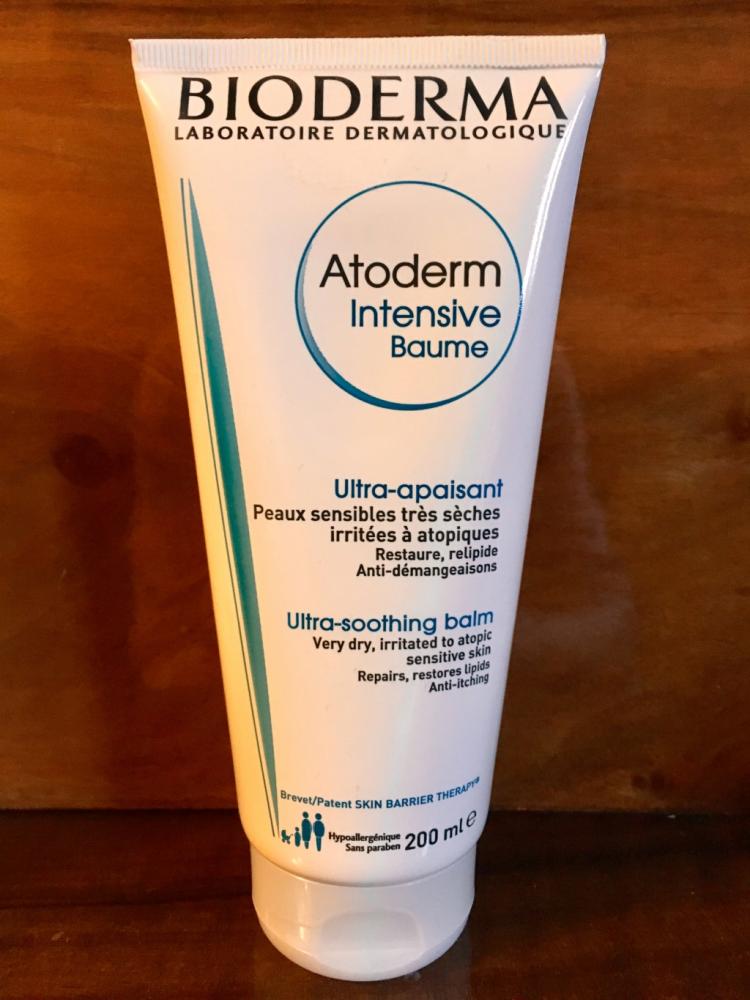 BIODERMA
LABORATOIRE DERMATOLOGIQUE
Atoderm
Intensive
Baume
Ultra-apaisant
Peaux sensibles très sèches
irritées à atopiques
Restaure, relipide
Anti-démangeaisons
Ultra-soothing balm
Very dry, irritated to atopic
sensitive skin
Repairs, restores lipids
Anti-itching
Brevet/Patent SKIN BARRIER THERAPY®
Hypoallergénique
Sans paraben
200 ml ℮